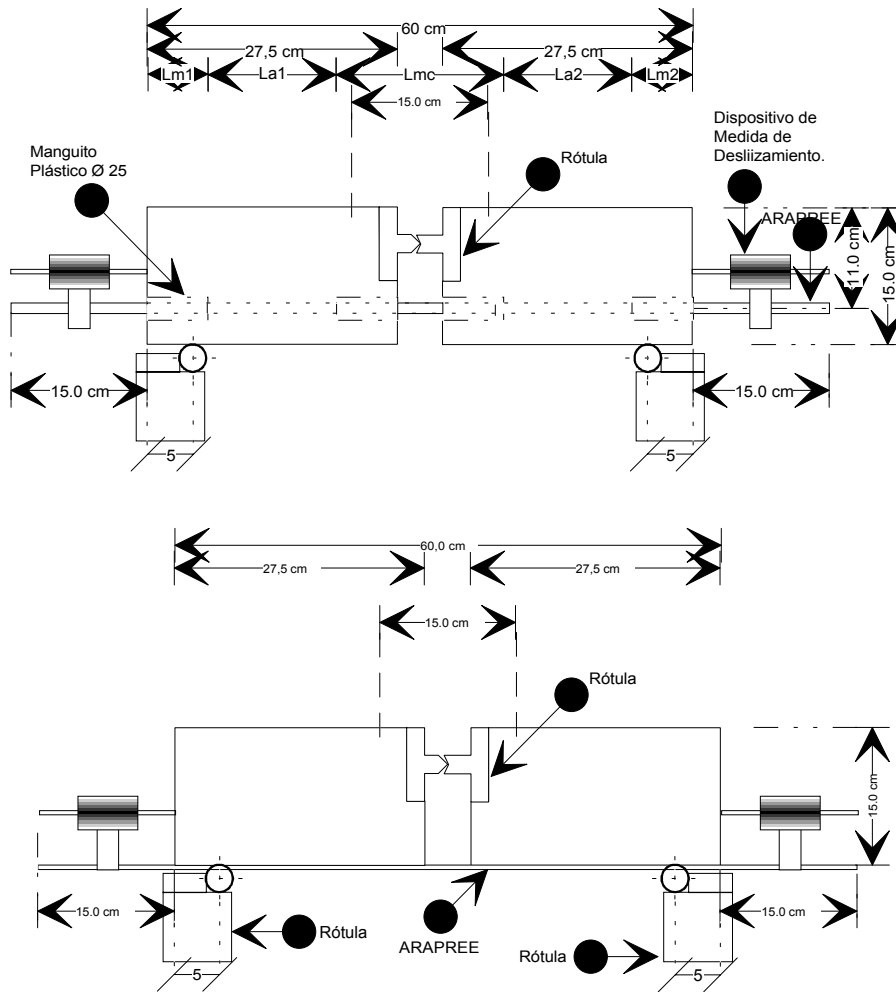 60 cm
27,5 cm
27,5 cm
Lm1
La1
Lmc
La2
Lm2
15.0 cm
Dispositivo de
Medida de
Desliizamiento.
Manguito
Plástico Ø 25
Rótula
ARAPREE
11.0 cm
15.0 cm
15.0 cm
15.0 cm
5
5
60,0 cm
27,5 cm
27,5 cm
15.0 cm
Rótula
15.0 cm
15.0 cm
15.0 cm
Rótula
ARAPREE
Rótula
5
5